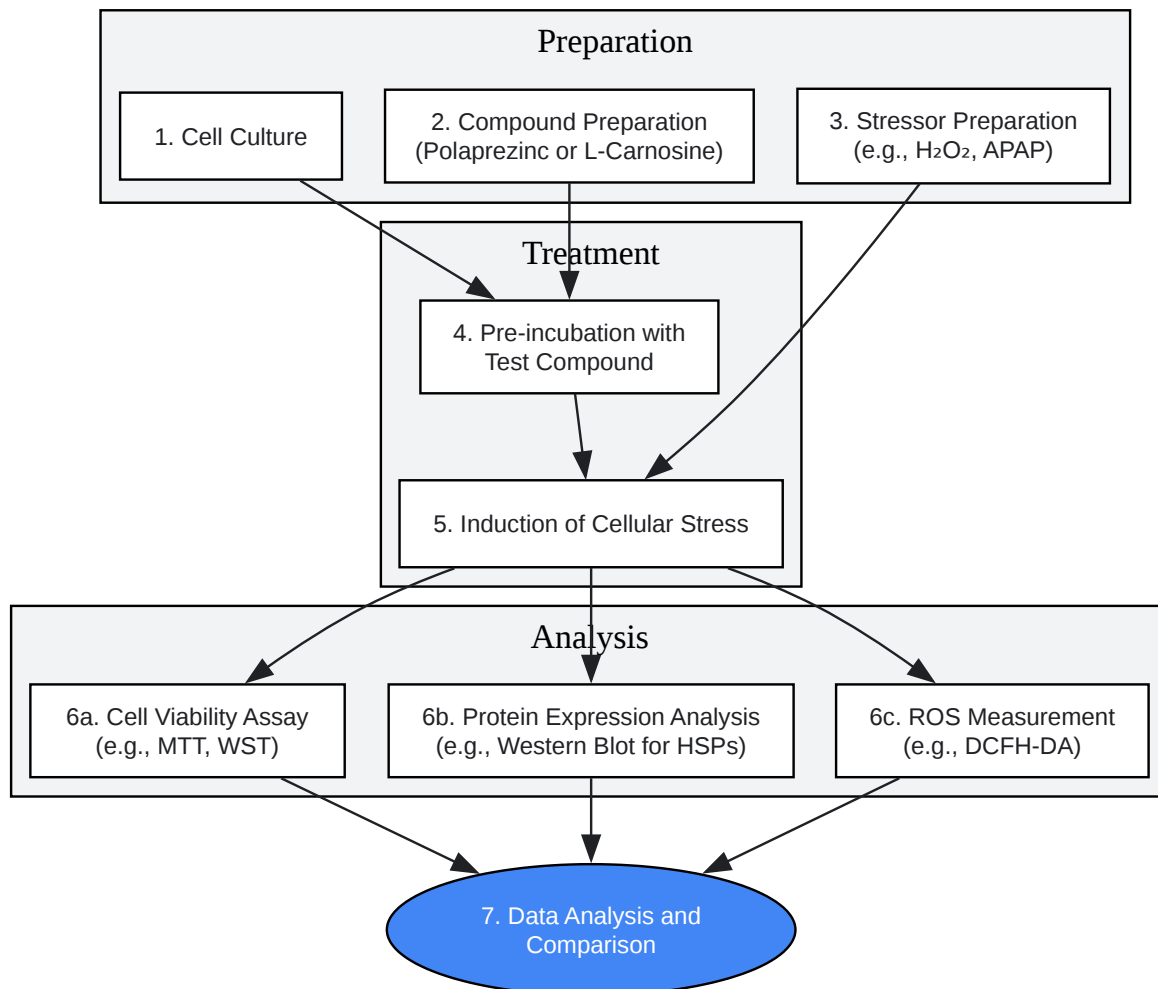 Preparation
1. Cell Culture
2. Compound Preparation
(Polaprezinc or L-Carnosine)
3. Stressor Preparation
(e.g., H₂O₂, APAP)
Treatment
4. Pre-incubation with
Test Compound
5. Induction of Cellular Stress
Analysis
6a. Cell Viability Assay
(e.g., MTT, WST)
6b. Protein Expression Analysis
(e.g., Western Blot for HSPs)
6c. ROS Measurement
(e.g., DCFH-DA)
7. Data Analysis and
Comparison